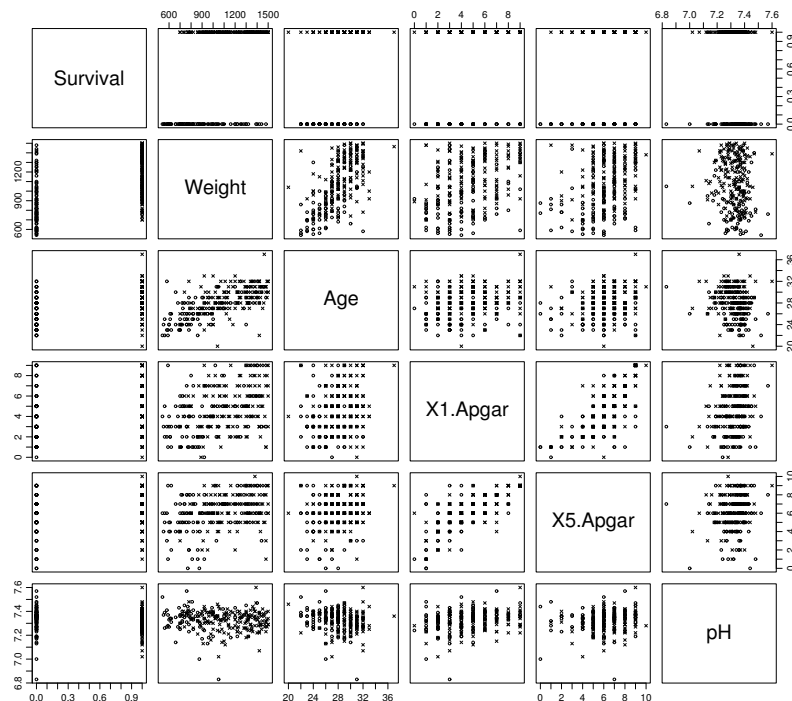 600 900 1200 1500 0 2 4 6 8 6.8 7.0 7.2 7.4 7.6
Survival
0.0 0.3 0.6 0.9
600 900 1200
Weight
Age
20 24 28 32 36
0 2 4 6 8
X1.Apgar
X5.Apgar
0 2 4 6 8 10
6.8 7.0 7.2 7.4 7.6
pH
0.0 0.3 0.6 0.9 20 24 28 32 36 0 2 4 6 8 10